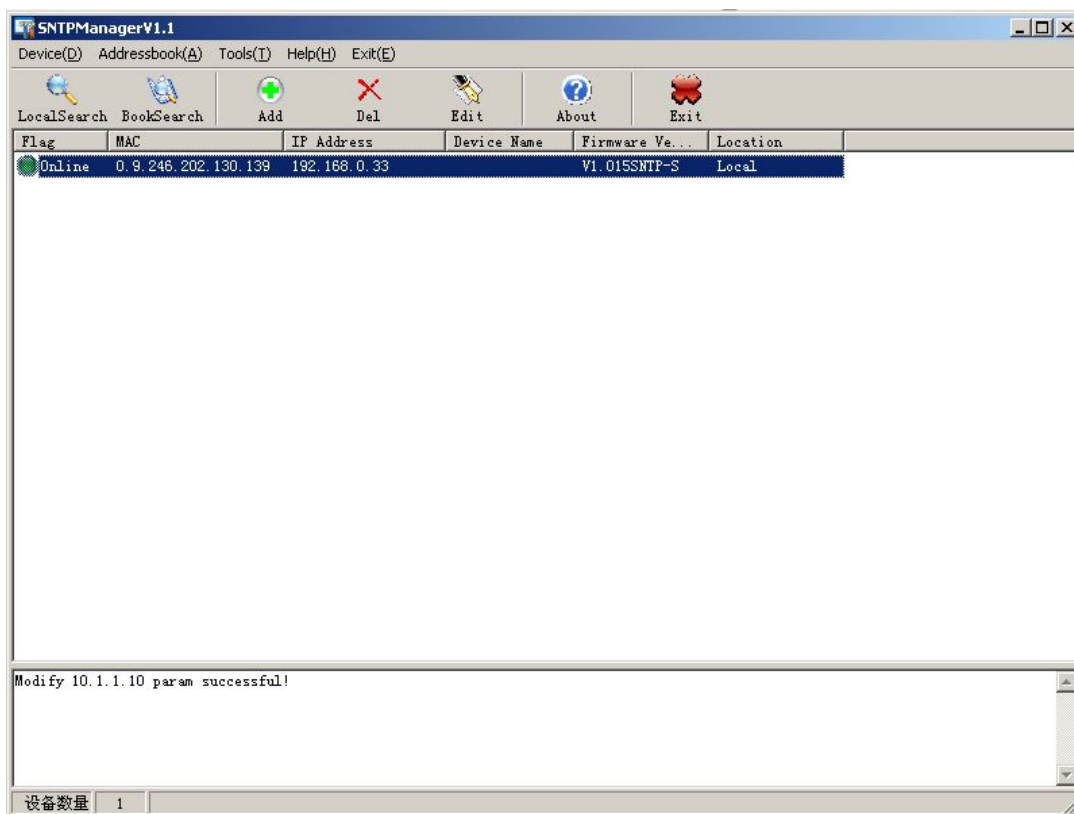 SNTPManagerV1.1
Device(D) Addressbook(A) Tools(T) Help(H) Exit(E)
LocalSearch BookSearch Add Del Edit About Exit
Flag MAC IP Address Device Name Firmware Ve... Location
Online 0.9.246.202.130.139 192.168.0.33 V1.015SNTP-S Local
Modify 10.1.1.10 param successful!
设备数量 1